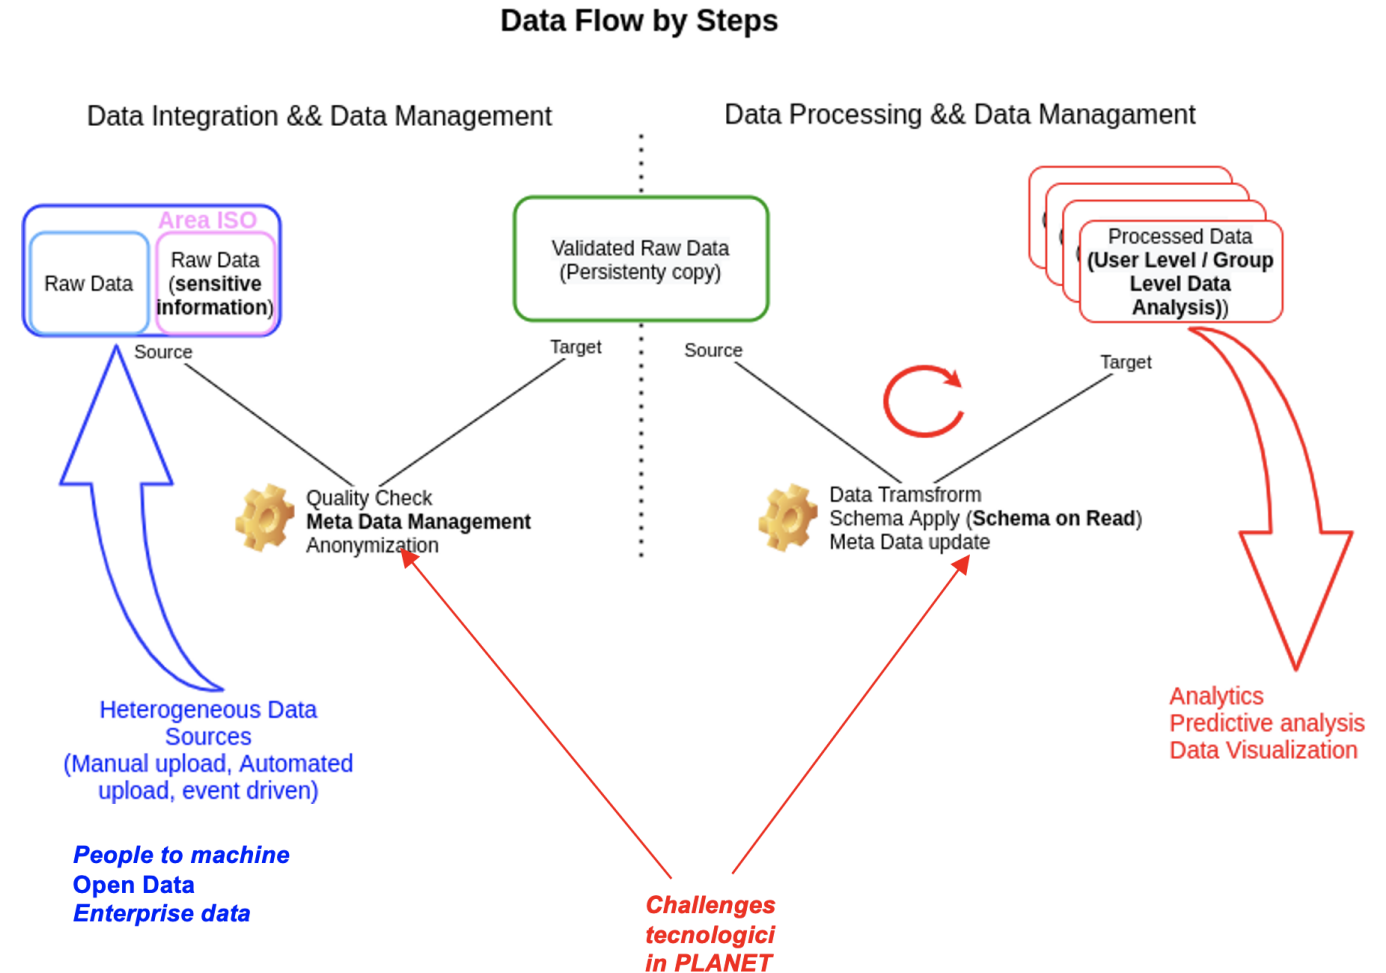 Data Flow by Steps
Data Integration && Data Management
Data Processing && Data Managament
Area ISO
Raw Data
Raw Data
(sensitive
information)
Validated Raw Data
(Persistenty copy)
Processed Data
(User Level / Group
Level Data
Analysis))
Source
Target
Source
Target
Quality Check
Meta Data Management
Anonymization
Data Tramsfrorm
Schema Apply (Schema on Read)
Meta Data update
Heterogeneous Data
Sources
(Manual upload, Automated
upload, event driven)
Analytics
Predictive analysis
Data Visualization
People to machine
Open Data
Enterprise data
Challenges
tecnologici
in PLANET